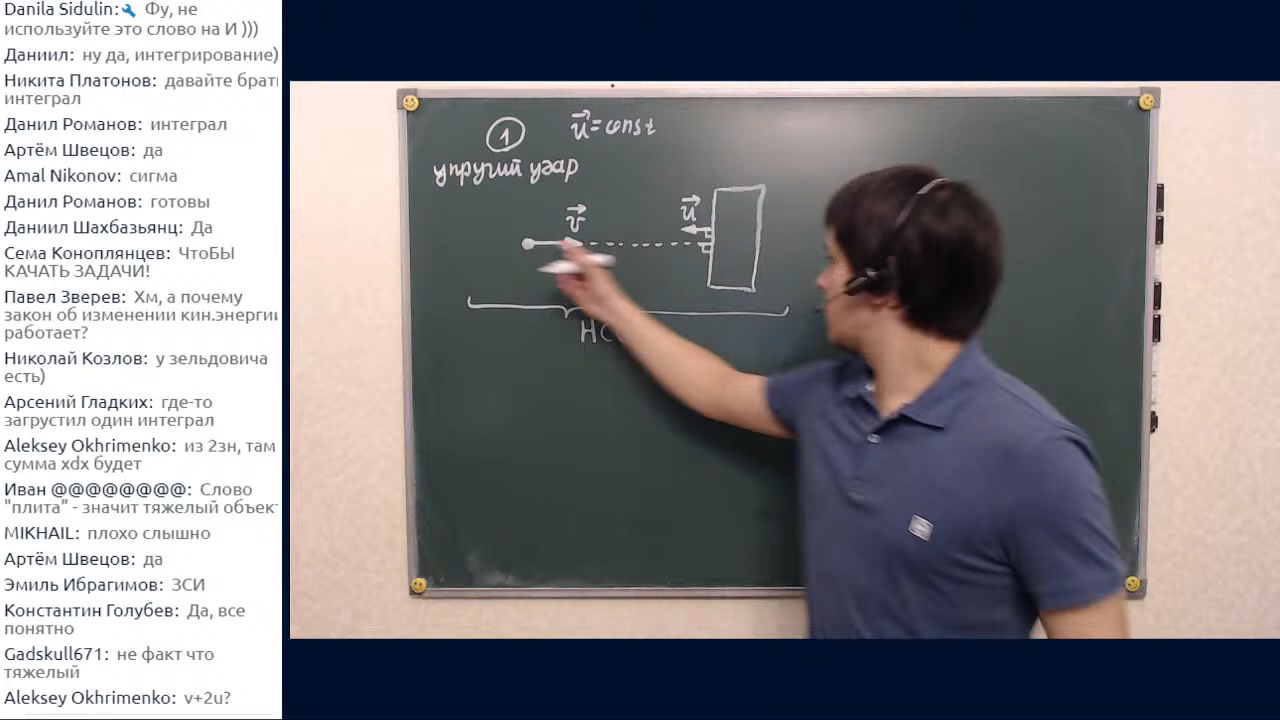 Danila Sidulin: Фу, не
используйте это слово на И )))
Даниил: ну да, интегрирование)
Никита Платонов: давайте брат
интеграл
Данил Романов: интеграл
Артём Швецов: да
Amal Nikonov: сигма
Данил Романов: готовы
Даниил Шахбазьянц: Да
Сема Коноплянцев: ЧтоБЫ
КАЧАТЬ ЗАДАЧИ!
Павел Зверев: Хм, а почему
закон об изменении кин.энергии
работает?
Николай Козлов: у зельдовича
есть)
Арсений Гладких: где-то
загрустил один интеграл
Aleksey Okhrimenko: из 2зн, там
сумма xdx будет
Иван @@@@@@@@: Слово
"плита" - значит тяжелый объект
MIKHAIL: плохо слышно
Артём Швецов: да
Эмиль Ибрагимов: ЗСИ
Константин Голубев: Да, все
понятно
Gadskull671: не факт что
тяжелый
Aleksey Okhrimenko: v+2u?
1
u⃗ = const
упругий удар
v⃗
u⃗